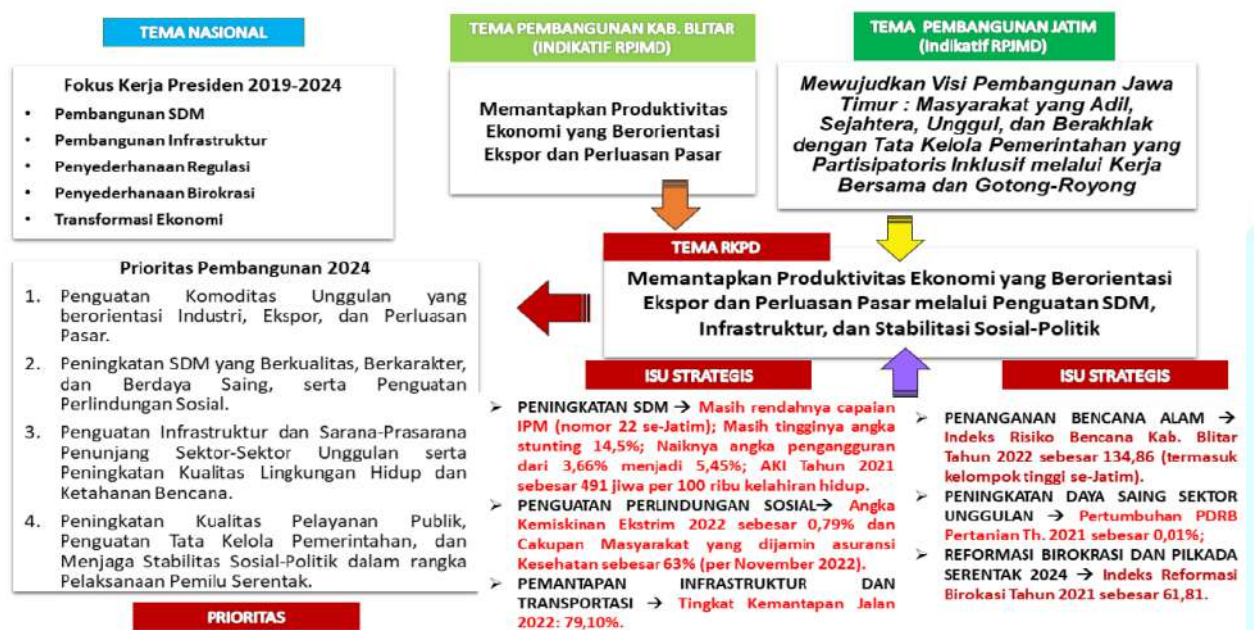 TEMA NASIONAL
Fokus Kerja Presiden 2019-2024
• Pembangunan SDM
• Pembangunan Infrastruktur
• Penyederhanaan Regulasi
• Penyederhanaan Birokrasi
• Transformasi Ekonomi
TEMA PEMBANGUNAN KAB. BLITAR
(INDIKATIF RPJMD)
Memantapkan Produktivitas
Ekonomi yang Berorientasi
Ekspor dan Perluasan Pasar
TEMA PEMBANGUNAN JATIM
(Indikatif RPJMD)
Mewujudkan Visi Pembangunan Jawa
Timur : Masyarakat yang Adil,
Sejahtera, Unggul, dan Berakhlak
dengan Tata Kelola Pemerintahan yang
Partisipatoris Inklusif melalui Kerja
Bersama dan Gotong-Royong
TEMA RKPD
Memantapkan Produktivitas Ekonomi yang Berorientasi
Ekspor dan Perluasan Pasar melalui Penguatan SDM,
Infrastruktur, dan Stabilitasi Sosial-Politik
Prioritas Pembangunan 2024
1. Penguatan Komoditas Unggulan yang
berorientasi Industri, Ekspor, dan Perluasan
Pasar.
2. Peningkatan SDM yang Berkualitas, Berkarakter,
dan Berdaya Saing, serta Penguatan
Perlindungan Sosial.
3. Penguatan Infrastruktur dan Sarana-Prasarana
Penunjang Sektor-Sektor Unggulan serta
Peningkatan Kualitas Lingkungan Hidup dan
Ketahanan Bencana.
4. Peningkatan Kualitas Pelayanan Publik,
Penguatan Tata Kelola Pemerintahan, dan
Menjaga Stabilitas Sosial-Politik dalam rangka
Pelaksanaan Pemilu Serentak.
PRIORITAS
ISU STRATEGIS
➢ PENINGKATAN SDM → Masih rendahnya capaian
IPM (nomor 22 se-Jatim); Masih tingginya angka
stunting 14,5%; Naiknya angka pengangguran
dari 3,66% menjadi 5,45%; AKI Tahun 2021
sebesar 491 jiwa per 100 ribu kelahiran hidup.
➢ PENGUATAN PERLINDUNGAN SOSIAL→ Angka
Kemiskinan Ekstrim 2022 sebesar 0,79% dan
Cakupan Masyarakat yang dijamin asuransi
Kesehatan sebesar 63% (per November 2022).
➢ PEMANTAPAN INFRASTRUKTUR DAN
TRANSPORTASI → Tingkat Kemantapan Jalan
2022: 79,10%.
ISU STRATEGIS
➢ PENANGANAN BENCANA ALAM →
Indeks Risiko Bencana Kab. Blitar
Tahun 2022 sebesar 134,86 (termasuk
kelompok tinggi se-Jatim).
➢ PENINGKATAN DAYA SAING SEKTOR
UNGGULAN → Pertumbuhan PDRB
Pertanian Th. 2021 sebesar 0,01%;
➢ REFORMASI BIROKRASI DAN PILKADA
SERENTAK 2024 → Indeks Reformasi
Birokasi Tahun 2021 sebesar 61,81.